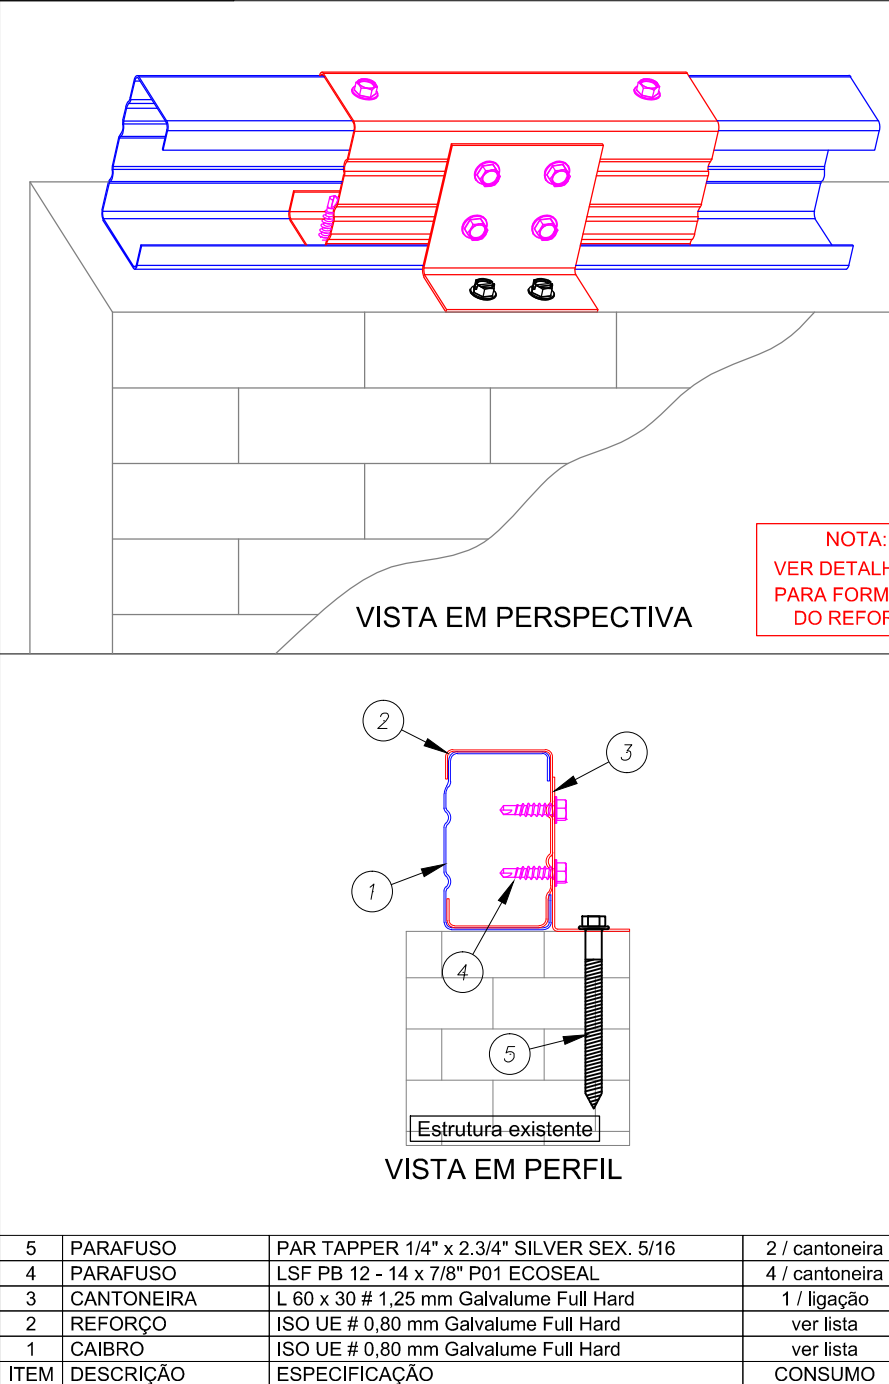 NOTA:
VER DETALH
PARA FORM
DO REFOR
VISTA EM PERSPECTIVA
2
3
1
4
5
Estrutura existente
VISTA EM PERFIL
5 PARAFUSO PAR TAPPER 1/4" x 2.3/4" SILVER SEX. 5/16 2 / cantoneira
4 PARAFUSO LSF PB 12 - 14 x 7/8" P01 ECOSEAL 4 / cantoneira
3 CANTONEIRA L 60 x 30 # 1,25 mm Galvalume Full Hard 1 / ligação
2 REFORÇO ISO UE # 0,80 mm Galvalume Full Hard ver lista
1 CAIBRO ISO UE # 0,80 mm Galvalume Full Hard ver lista
ITEM DESCRIÇÃO ESPECIFICAÇÃO CONSUMO